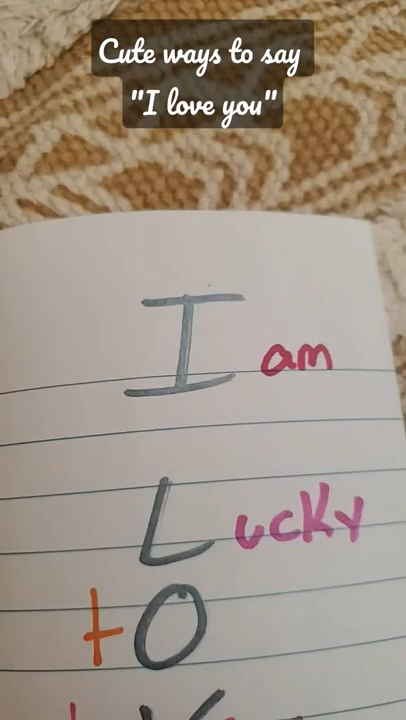 Cute ways to say
"I love you"
I am
Lucky
tO